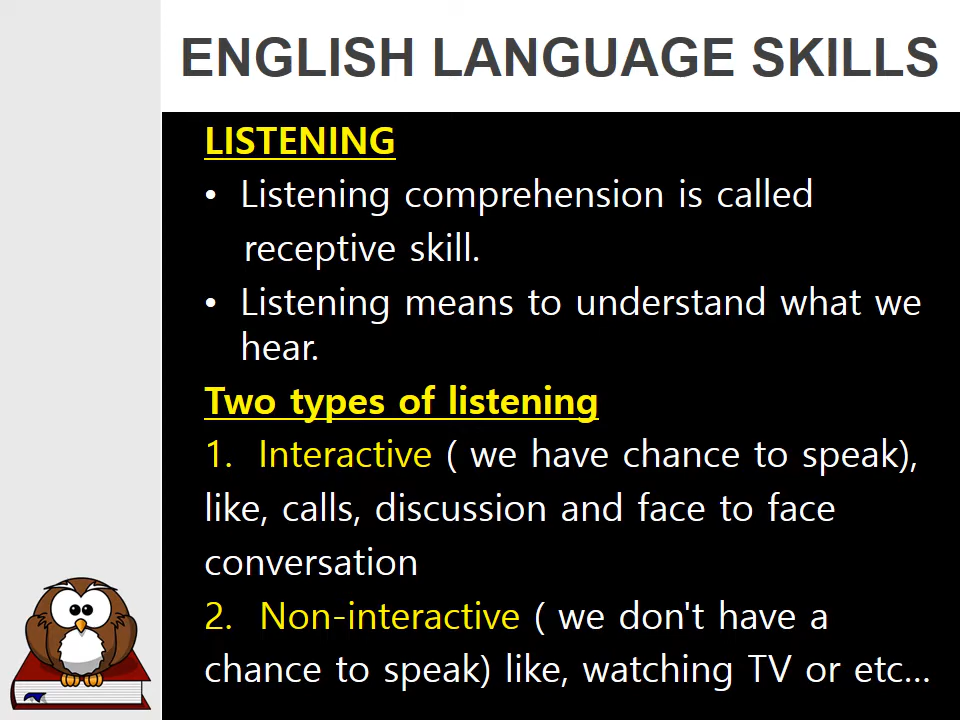 ENGLISH LANGUAGE SKILLS
LISTENING
• Listening comprehension is called
receptive skill.
• Listening means to understand what we
hear.
Two types of listening
1. Interactive ( we have chance to speak),
like, calls, discussion and face to face
conversation
2. Non-interactive ( we don't have a
chance to speak) like, watching TV or etc...